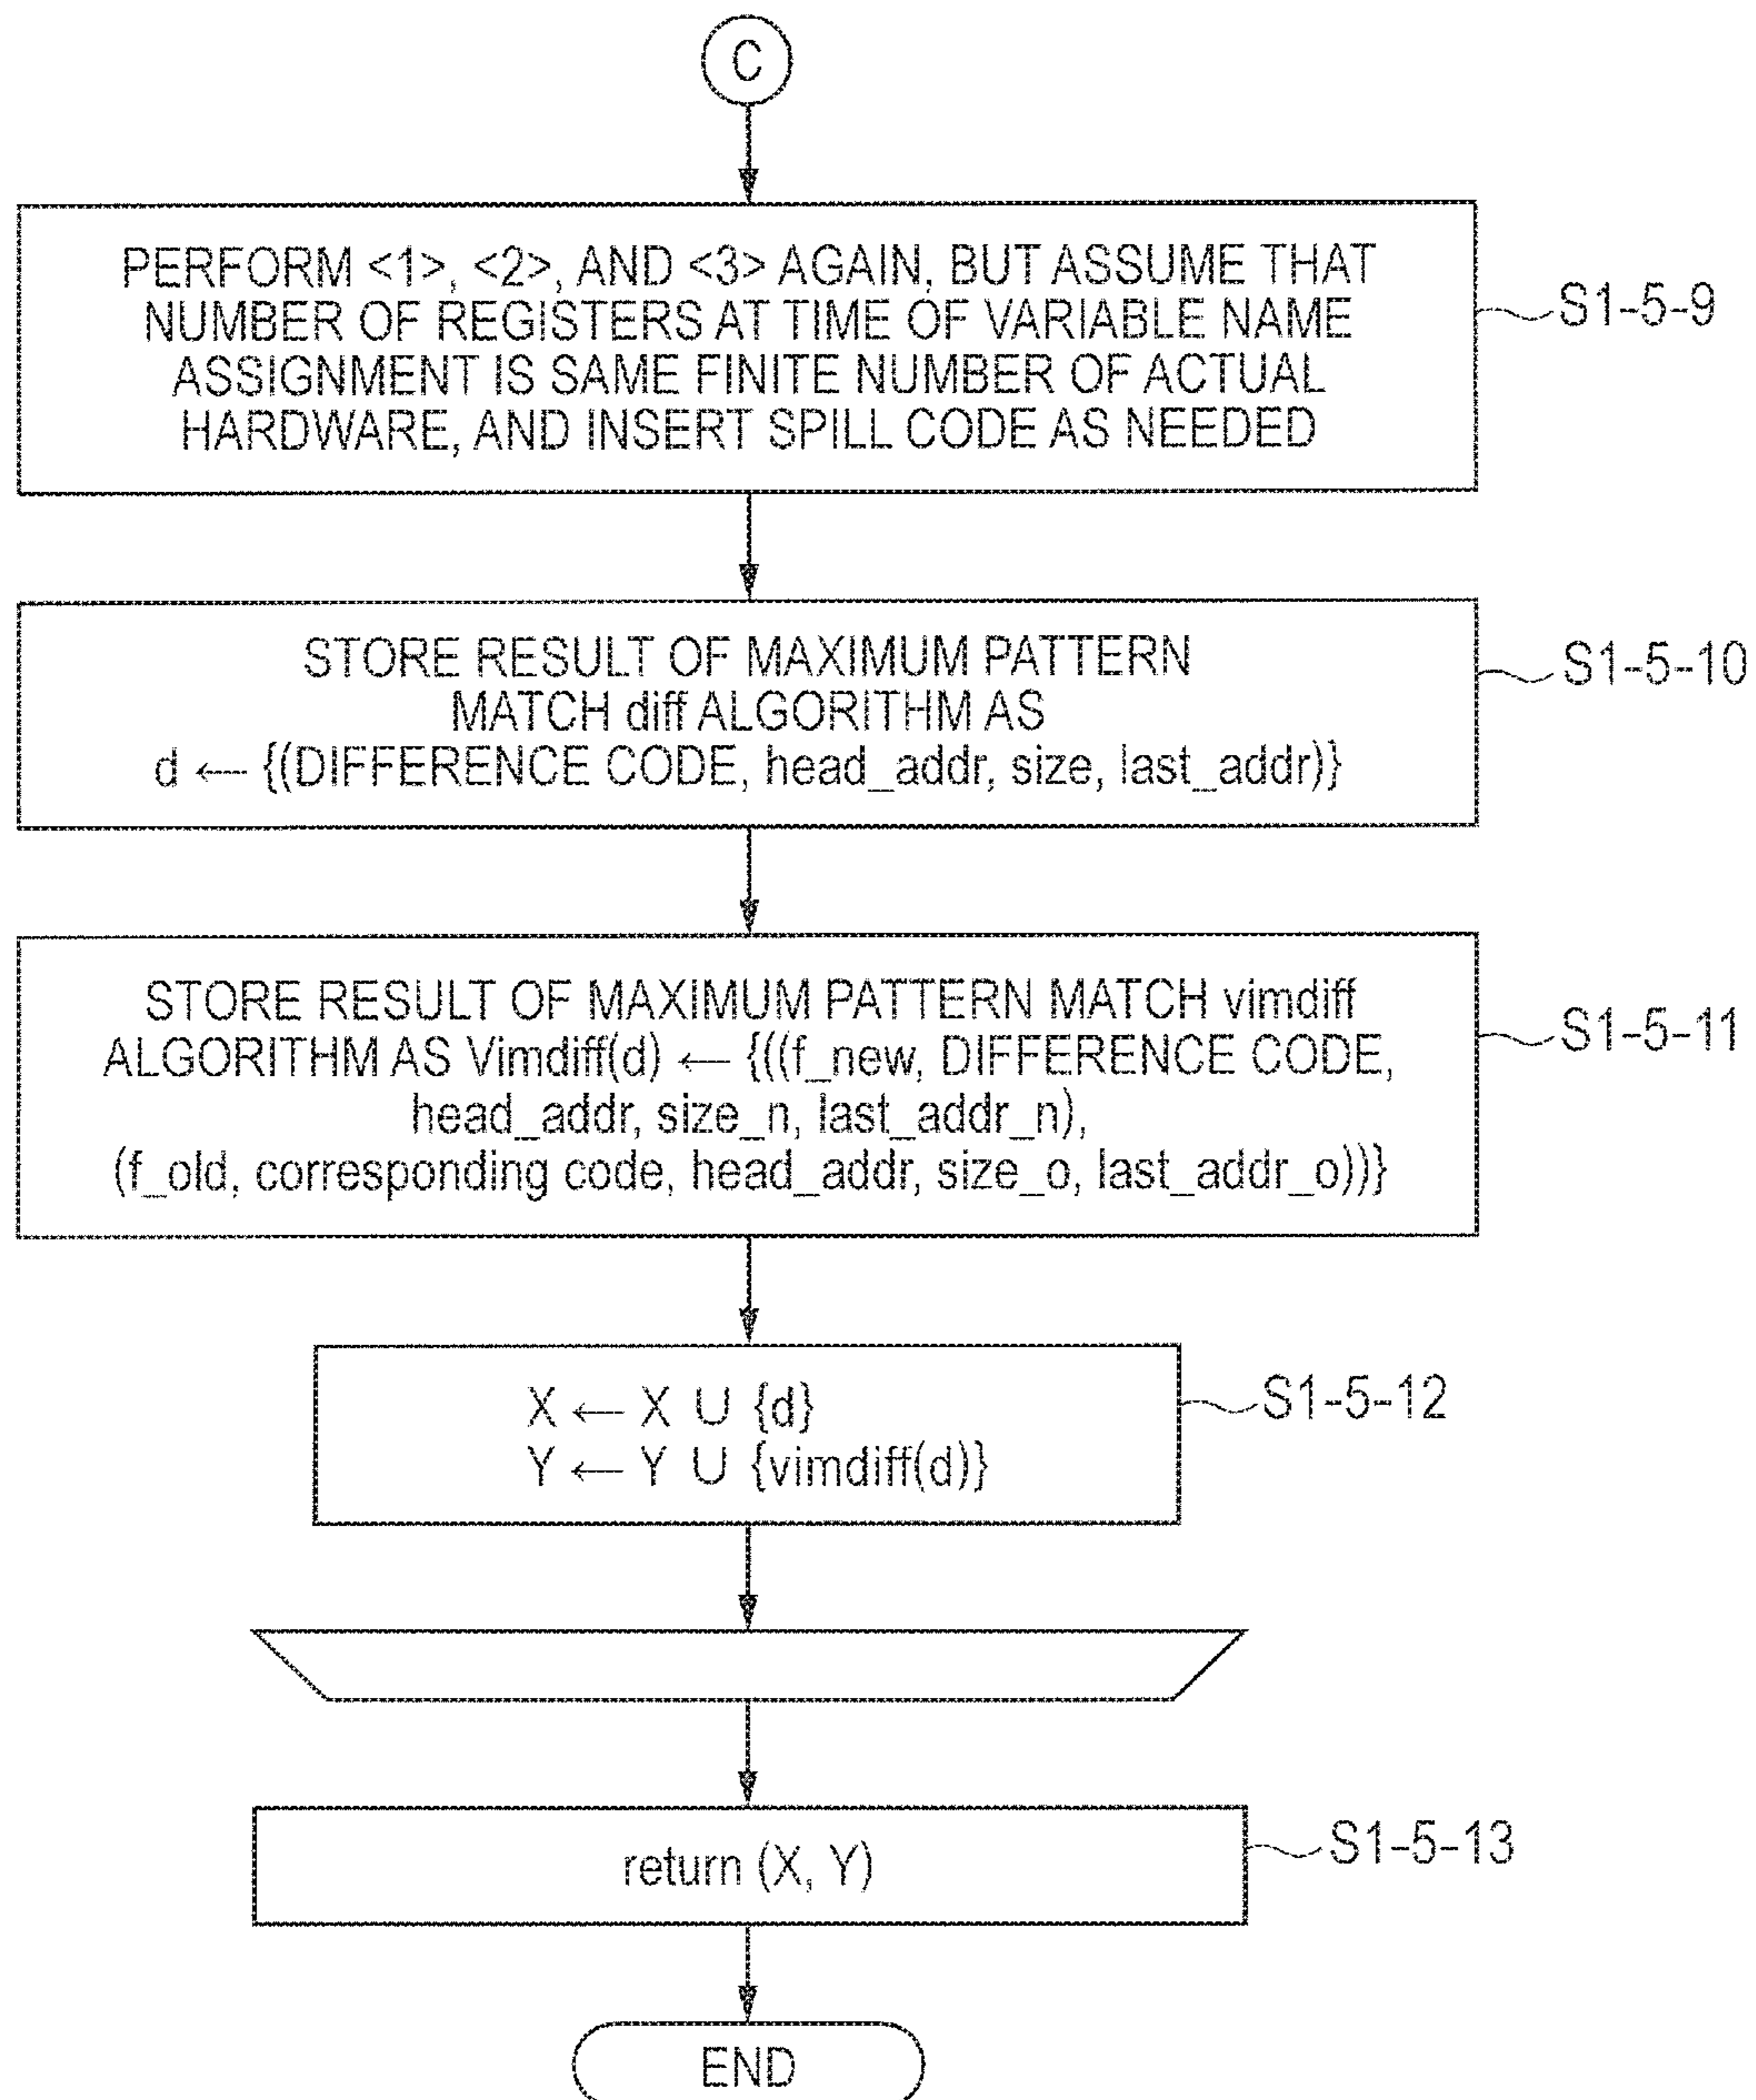 C
PERFORM <1>, <2>, AND <3> AGAIN, BUT ASSUME THAT
NUMBER OF REGISTERS AT TIME OF VARIABLE NAME
ASSIGNMENT IS SAME FINITE NUMBER OF ACTUAL
HARDWARE, AND INSERT SPILL CODE AS NEEDED
S1-5-9
STORE RESULT OF MAXIMUM PATTERN
MATCH diff ALGORITHM AS
d ← {(DIFFERENCE CODE, head_addr, size, last_addr)}
S1-5-10
STORE RESULT OF MAXIMUM PATTERN MATCH vimdiff
ALGORITHM AS Vimdiff(d) ← {((f_new, DIFFERENCE CODE,
head_addr, size_n, last_addr_n),
(f_old, corresponding code, head_addr, size_o, last_addr_o))}
S1-5-11
X ← X ∪ {d}
Y ← Y ∪ {vimdiff(d)}
S1-5-12
return (X, Y)
S1-5-13
END